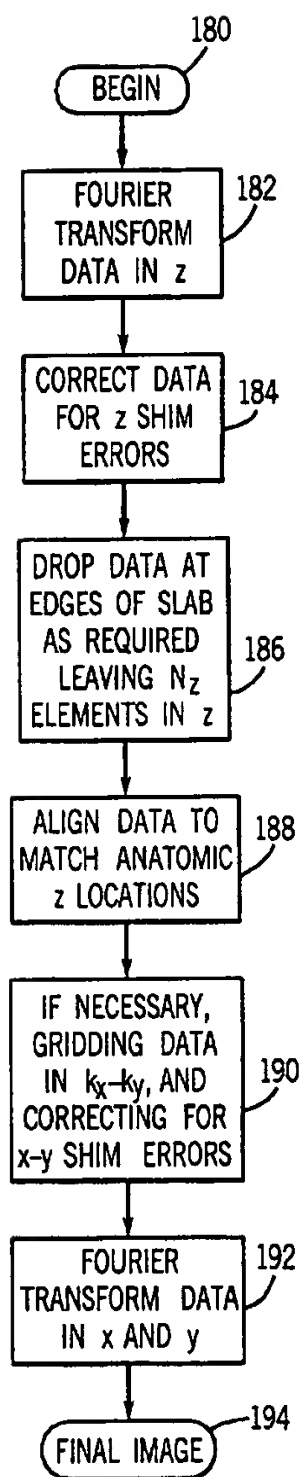 180
BEGIN
182
FOURIER
TRANSFORM
DATA IN z
184
CORRECT DATA
FOR z SHIM
ERRORS
DROP DATA AT
EDGES OF SLAB
AS REQUIRED
LEAVING Nz
ELEMENTS IN z
186
ALIGN DATA TO
MATCH ANATOMIC
z LOCATIONS
188
IF NECESSARY,
GRIDDING DATA
IN kx-ky, AND
CORRECTING FOR
x-y SHIM ERRORS
190
192
FOURIER
TRANSFORM DATA
IN x AND y
194
FINAL IMAGE